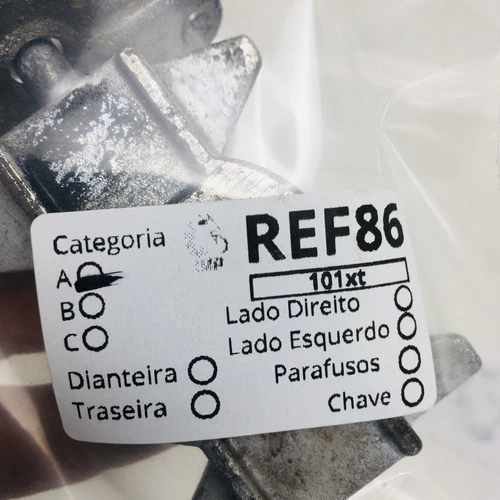 Categoria
A
B
C
Dianteira
Traseira
REF86
101xt
Lado Direito
Lado Esquerdo
Parafusos
Chave